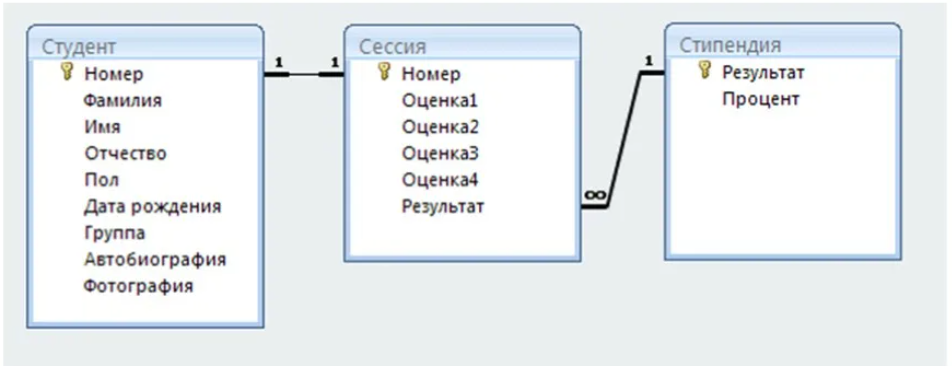 Студент
Номер
Фамилия
Имя
Отчество
Пол
Дата рождения
Группа
Автобиография
Фотография
1
1
Сессия
Номер
Оценка1
Оценка2
Оценка3
Оценка4
Результат
∞
1
Стипендия
Результат
Процент